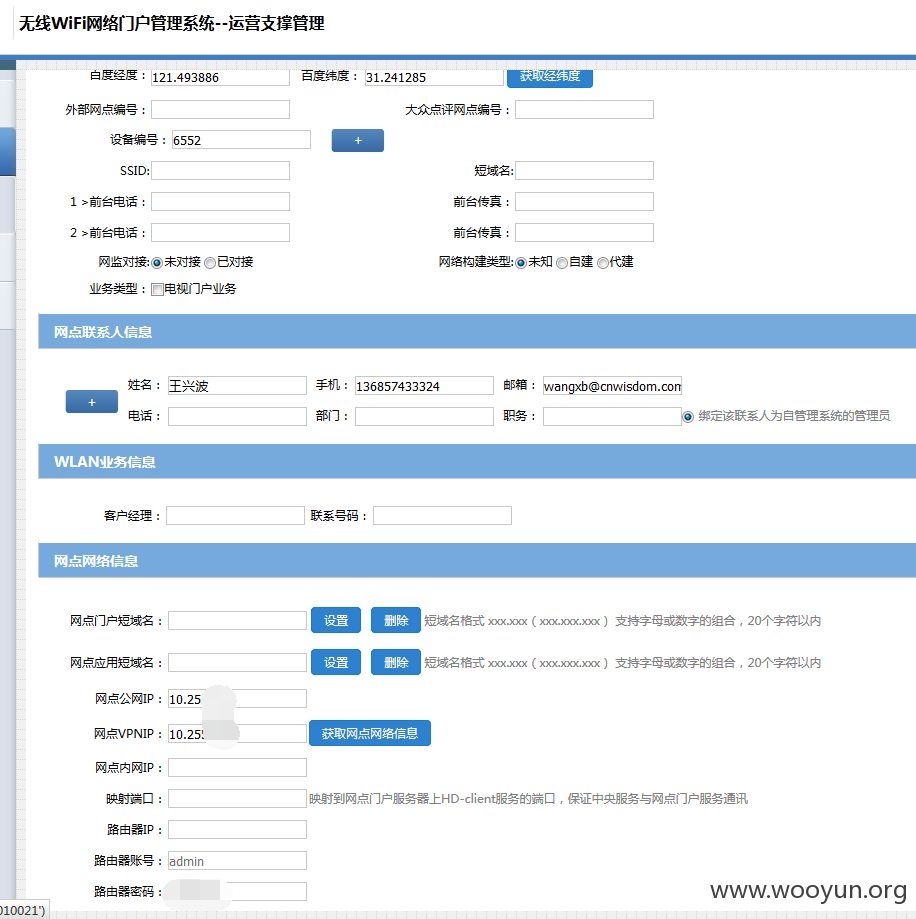 无线WiFi网络门户管理系统--运营支撑管理
百度经度： 121.493886 百度纬度： 31.241285 获取经纬度
外部网点编号： 大众点评网点编号：
设备编号： 6552 +
SSID: 短域名:
1 >前台电话： 前台传真：
2 >前台电话： 前台传真：
网监对接: 未对接 已对接 网络构建类型: 未知 自建 代建
业务类型： 电视门户业务
网点联系人信息
+ 姓名： 王兴波 手机： 136857433324 邮箱： wangxb@cnwisdom.com
电话： 部门： 职务： 绑定该联系人为自管理系统的管理员
WLAN业务信息
客户经理： 联系号码：
网点网络信息
网点门户短域名： 设置 删除 短域名格式 xxx.xxx（xxx.xxx.xxx） 支持字母或数字的组合，20个字符以内
网点应用短域名： 设置 删除 短域名格式 xxx.xxx（xxx.xxx.xxx） 支持字母或数字的组合，20个字符以内
网点公网IP： 10.25
网点VPNIP： 10.255 获取网点网络信息
网点内网IP：
映射端口： 映射到网点门户服务器上HD-client服务的端口，保证中央服务与网点门户服务通讯
路由器IP：
路由器账号： admin
路由器密码：
010021')
www.wooyun.org